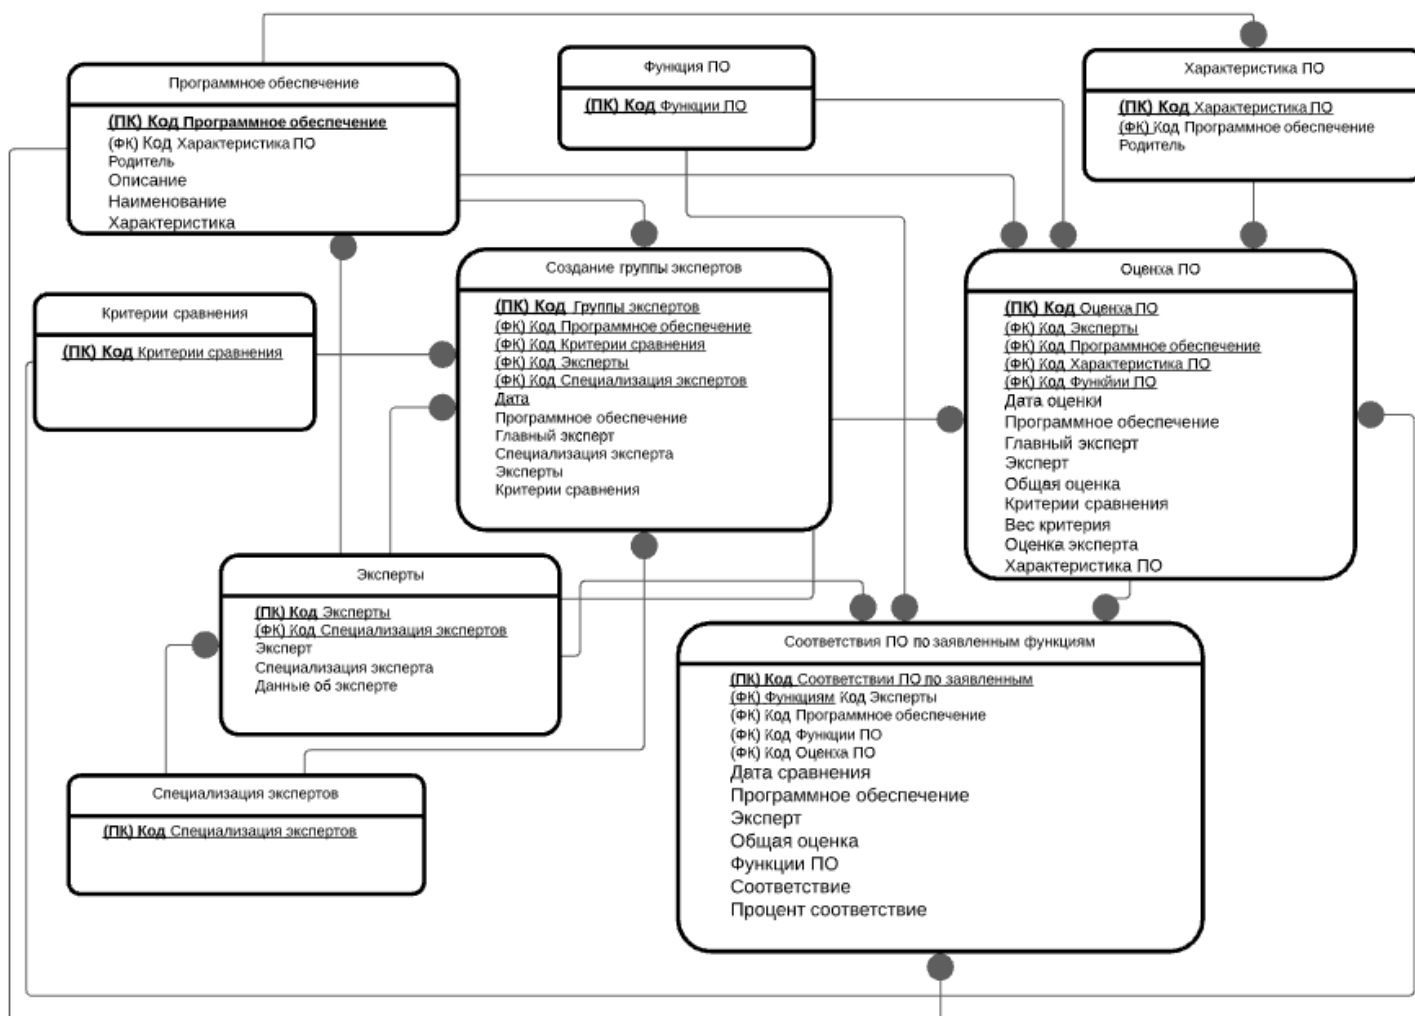 Программное обеспечение
(ПК) Код Программное обеспечение
(ФК) Код Характеристика ПО
Родитель
Описание
Наименование
Характеристика
Функция ПО
(ПК) Код Функции ПО
Характеристика ПО
(ПК) Код Характеристика ПО
(ФК) Код Программное обеспечение
Родитель
Критерии сравнения
(ПК) Код Критерии сравнения
Создание группы экспертов
(ПК) Код Группы экспертов
(ФК) Код Программное обеспечение
(ФК) Код Критерии сравнения
(ФК) Код Эксперты
(ФК) Код Специализация экспертов
Дата
Программное обеспечение
Главный эксперт
Специализация эксперта
Эксперты
Критерии сравнения
Оценха ПО
(ПК) Код Оценха ПО
(ФК) Код Эксперты
(ФК) Код Программное обеспечение
(ФК) Код Характеристика ПО
(ФК) Код Функйии ПО
Дата оценки
Программное обеспечение
Главный эксперт
Эксперт
Общая оценка
Критерии сравнения
Вес критерия
Оценка эксперта
Характеристика ПО
Эксперты
(ПК) Код Эксперты
(ФК) Код Специализация экспертов
Эксперт
Специализация эксперта
Данные об эксперте
Соответствия ПО по заявленным функциям
(ПК) Код Соответствии ПО по заявленным
(ФК) Функциям Код Эксперты
(ФК) Код Программное обеспечение
(ФК) Код Функции ПО
(ФК) Код Оценха ПО
Дата сравнения
Программное обеспечение
Эксперт
Общая оценка
Функции ПО
Соответствие
Процент соответствие
Специализация экспертов
(ПК) Код Специализация экспертов